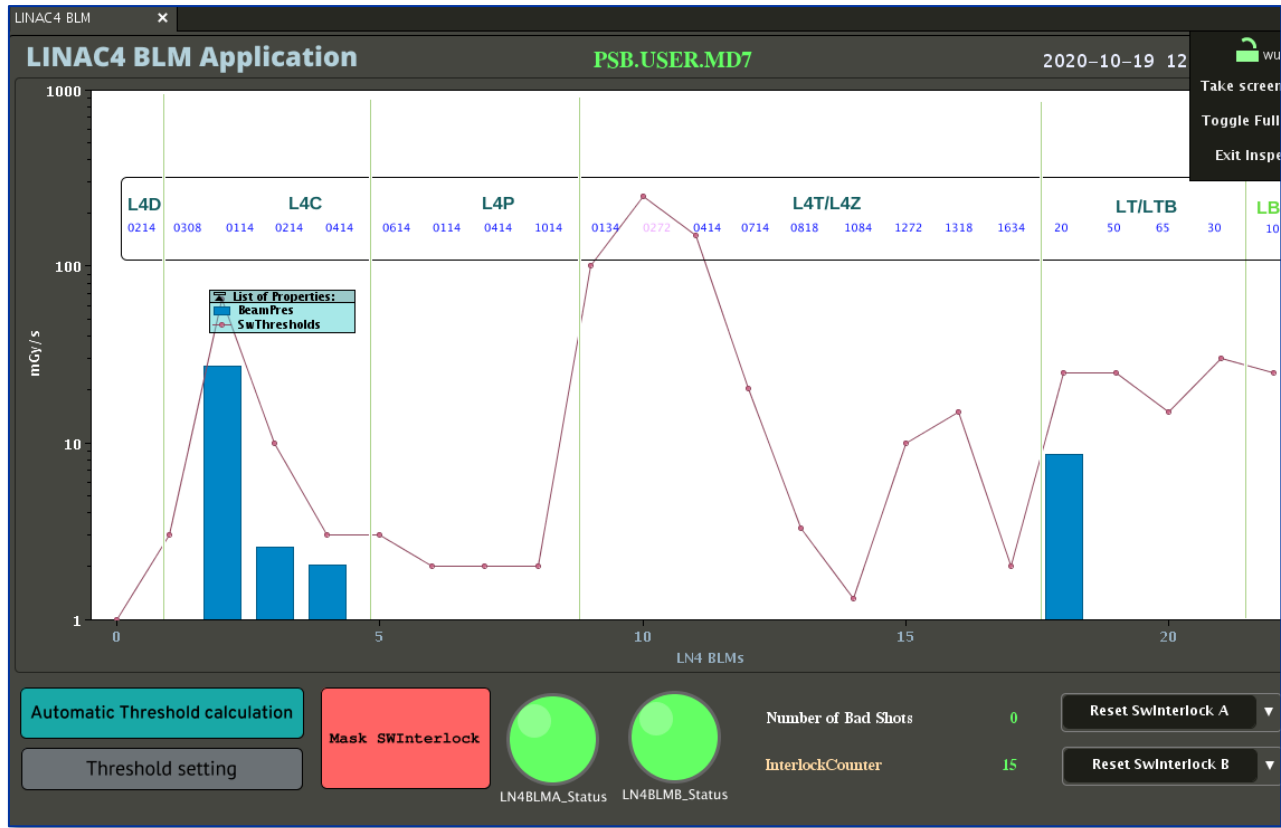 LINAC4 BLM ×
LINAC4 BLM Application PSB.USER.MD7 2020-10-19 12
wu
Take screen
Toggle Full
Exit Inspe
1000
L4D L4C L4P L4T/L4Z LT/LTB LB
0214 0308 0114 0214 0414 0614 0114 0414 1014 0134 0272 0414 0714 0818 1084 1272 1318 1634 20 50 65 30 10
100
List of Properties:
BeamPres
SwThresholds
mGy/s
10
1
0 5 10 15 20
LN4 BLMs
Automatic Threshold calculation
Threshold setting
Mask SWInterlock
LN4BLMA_Status LN4BLMB_Status
Number of Bad Shots 0
InterlockCounter 15
Reset SwInterlock A
Reset SwInterlock B